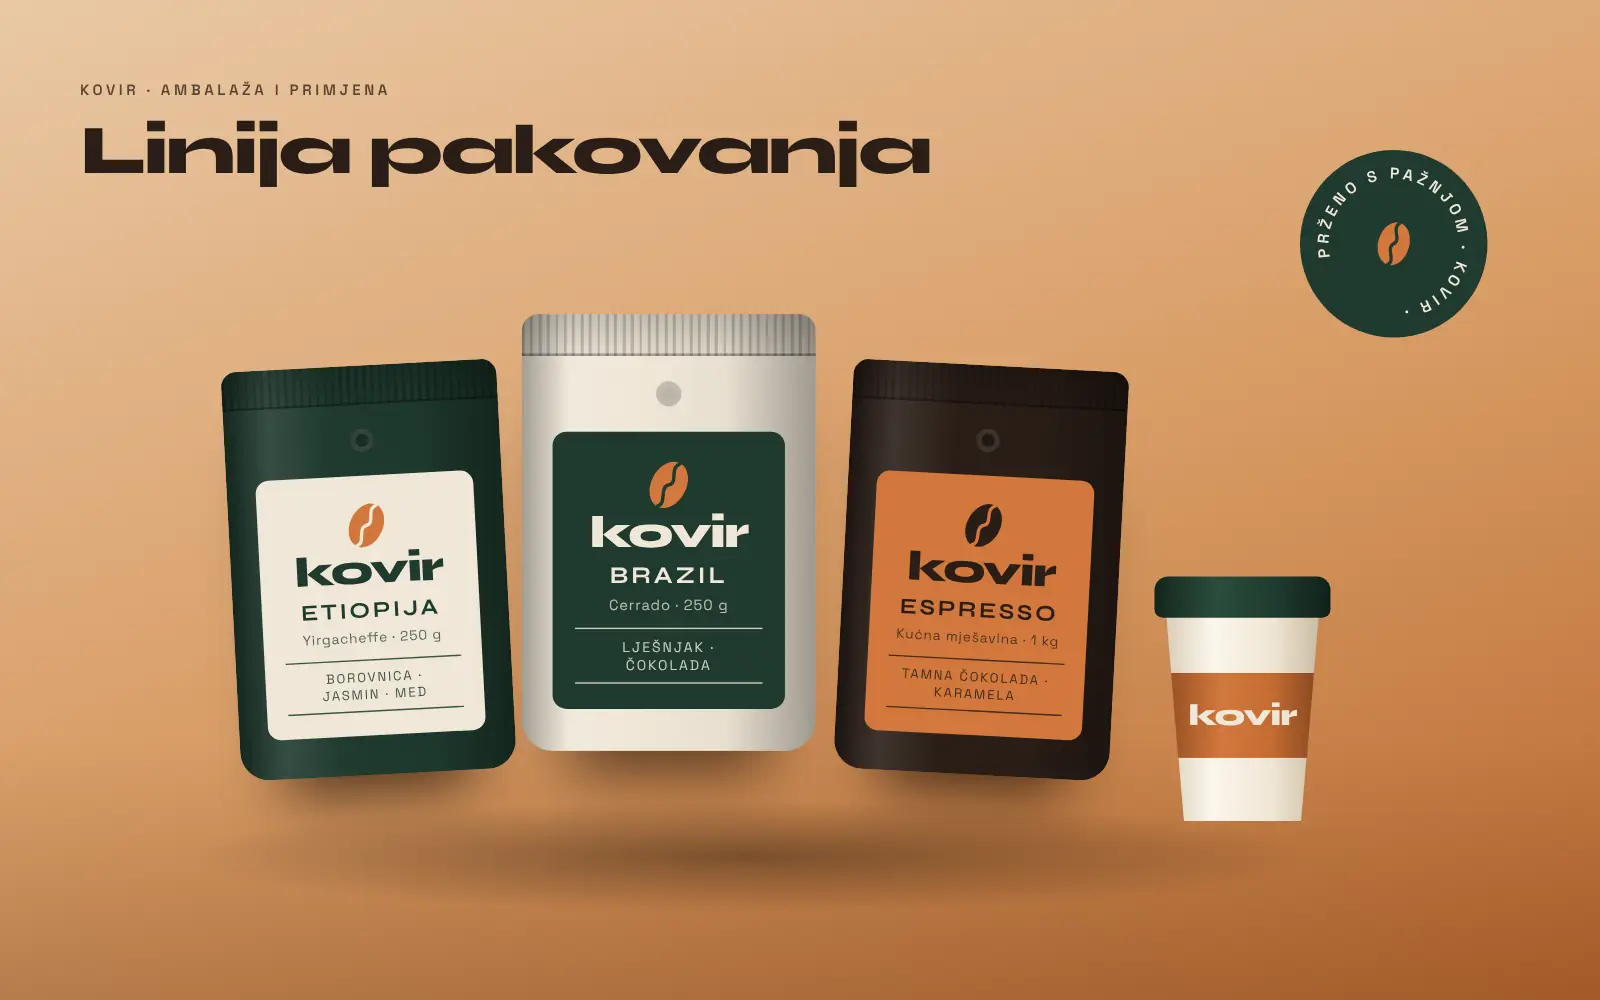 KOVIR · AMBALAŽA I PRIMJENA
Linija pakovanja
PRŽENO S PAŽNJOM · KOVIR ·
kovir
ETIOPIJA
Yirgacheffe · 250 g
BOROVNICA ·
JASMIN · MED
kovir
BRAZIL
Cerrado · 250 g
LJEŠNJAK ·
ČOKOLADA
kovir
ESPRESSO
Kućna mješavina · 1 kg
TAMNA ČOKOLADA ·
KARAMELA
kovir